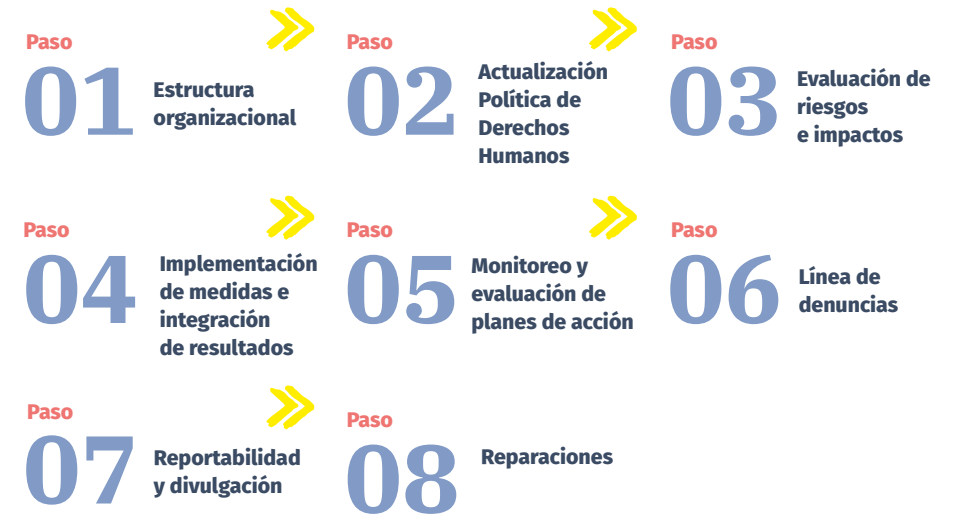 Paso
01
Estructura
organizacional
Paso
02
Actualización
Política de
Derechos
Humanos
Paso
03
Evaluación de
riesgos
e impactos
Paso
04
Implementación
de medidas e
integración
de resultados
Paso
05
Monitoreo y
evaluación de
planes de acción
Paso
06
Línea de
denuncias
Paso
07
Reportabilidad
y divulgación
Paso
08
Reparaciones